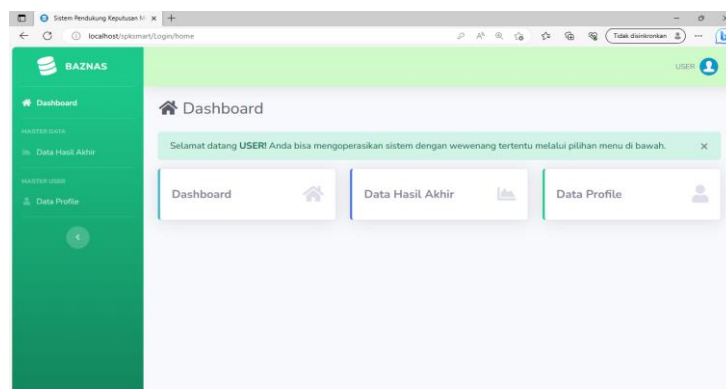 Sistem Pendukung Keputusan M
localhost/spksmart/Login/home
Tidak disinkronkan
BAZNAS
USER
Dashboard
MASTER DATA
Data Hasil Akhir
MASTER USER
Data Profile
Dashboard
Selamat datang USER! Anda bisa mengoperasikan sistem dengan wewenang tertentu melalui pilihan menu di bawah.
Dashboard
Data Hasil Akhir
Data Profile